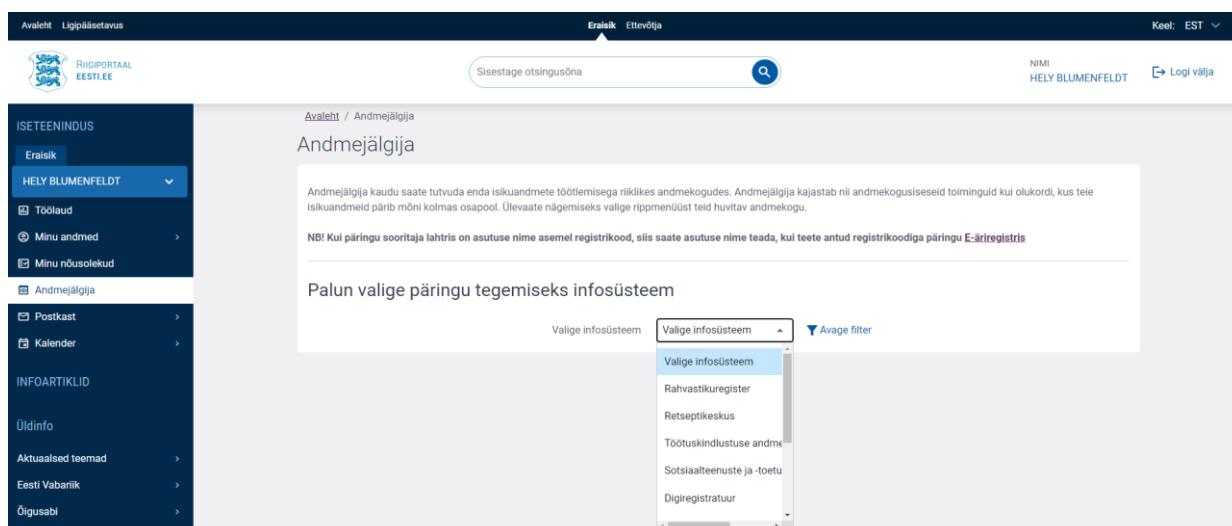 Avaleht Ligipääsetavus Eraisik Ettevõtja Keel: EST
RIIGIPORTAAL
EESTI.EE
Sisestage otsingusõna
NIMI
HELY BLUMENFELDT
Logi välja
ISETEENINDUS
Eraisik
HELY BLUMENFELDT
Töölaud
Minu andmed
Minu nõusolekud
Andmejälgija
Postkast
Kalender
INFOARTIKLID
Üldinfo
Aktuaalsed teemad
Eesti Vabariik
Õigusabi
Avaleht / Andmejälgija
Andmejälgija
Andmejälgija kaudu saate tutvuda enda isikuandmete töötlemisega riiklikes andmekogudes. Andmejälgija kajastab nii andmekogusiseseid toiminguid kui olukordi, kus teie
isikuandmeid pärib mõni kolmas osapool. Ülevaate nägemiseks valige rippmenüüst teid huvitav andmekogu.
NB! Kui päringu sooritaja lahtris on asutuse nime asemel registrikood, siis saate asutuse nime teada, kui teete antud registrikoodiga päringu E-äriregistris
Palun valige päringu tegemiseks infosüsteem
Valige infosüsteem Valige infosüsteem Avage filter
Valige infosüsteem
Rahvastikuregister
Retseptikeskus
Töötuskindlustuse andme
Sotsiaalteenuste ja -toetu
Digiregistratuur